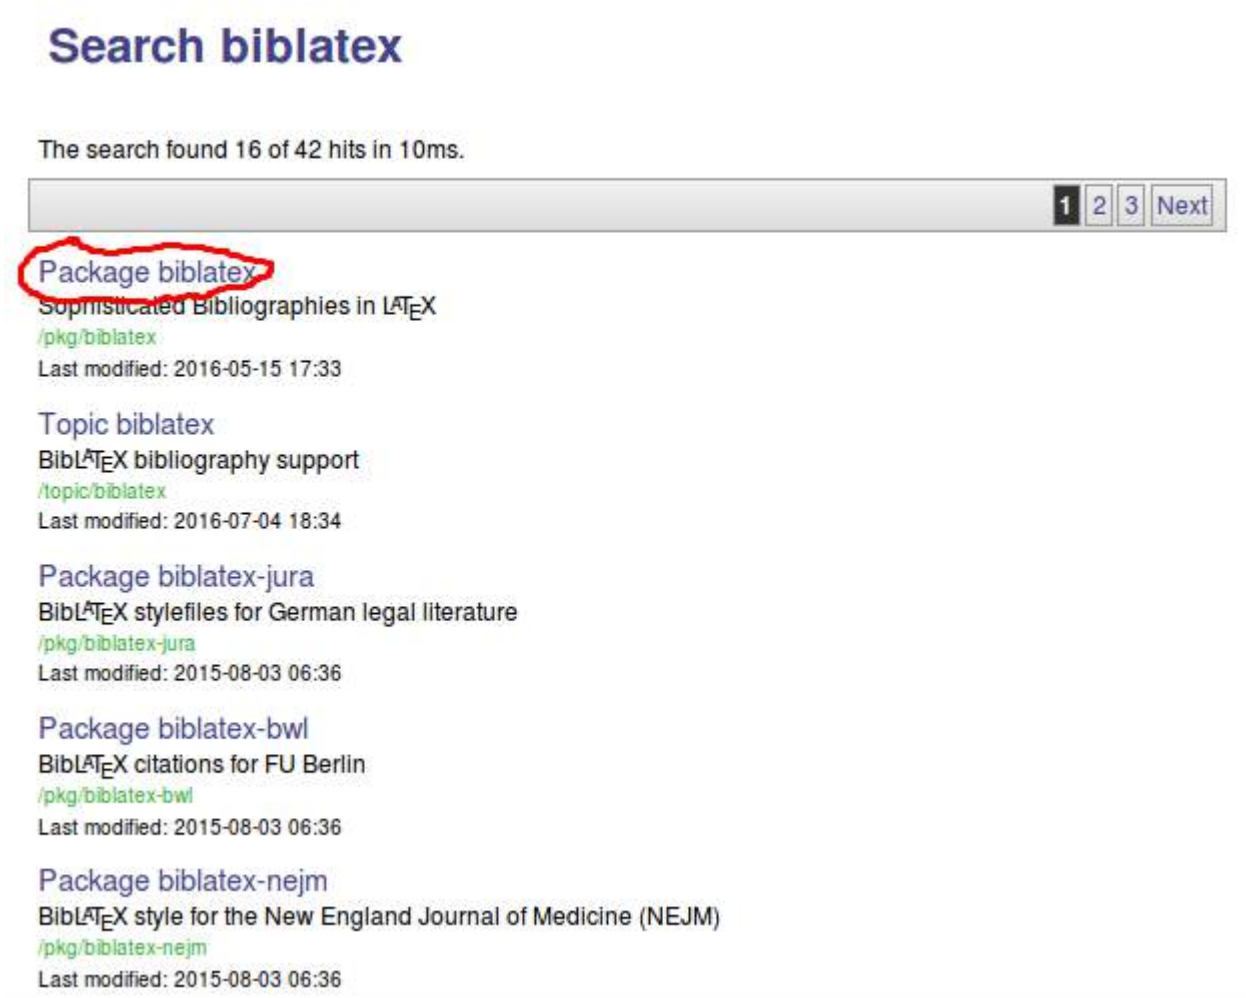 Search biblatex
The search found 16 of 42 hits in 10ms.
1 2 3 Next
Package biblatex
Sophisticated Bibliographies in LATEX
/pkg/biblatex
Last modified: 2016-05-15 17:33
Topic biblatex
BibLATEX bibliography support
/topic/biblatex
Last modified: 2016-07-04 18:34
Package biblatex-jura
BibLATEX stylefiles for German legal literature
/pkg/biblatex-jura
Last modified: 2015-08-03 06:36
Package biblatex-bwl
BibLATEX citations for FU Berlin
/pkg/biblatex-bwl
Last modified: 2015-08-03 06:36
Package biblatex-nejm
BibLATEX style for the New England Journal of Medicine (NEJM)
/pkg/biblatex-nejm
Last modified: 2015-08-03 06:36